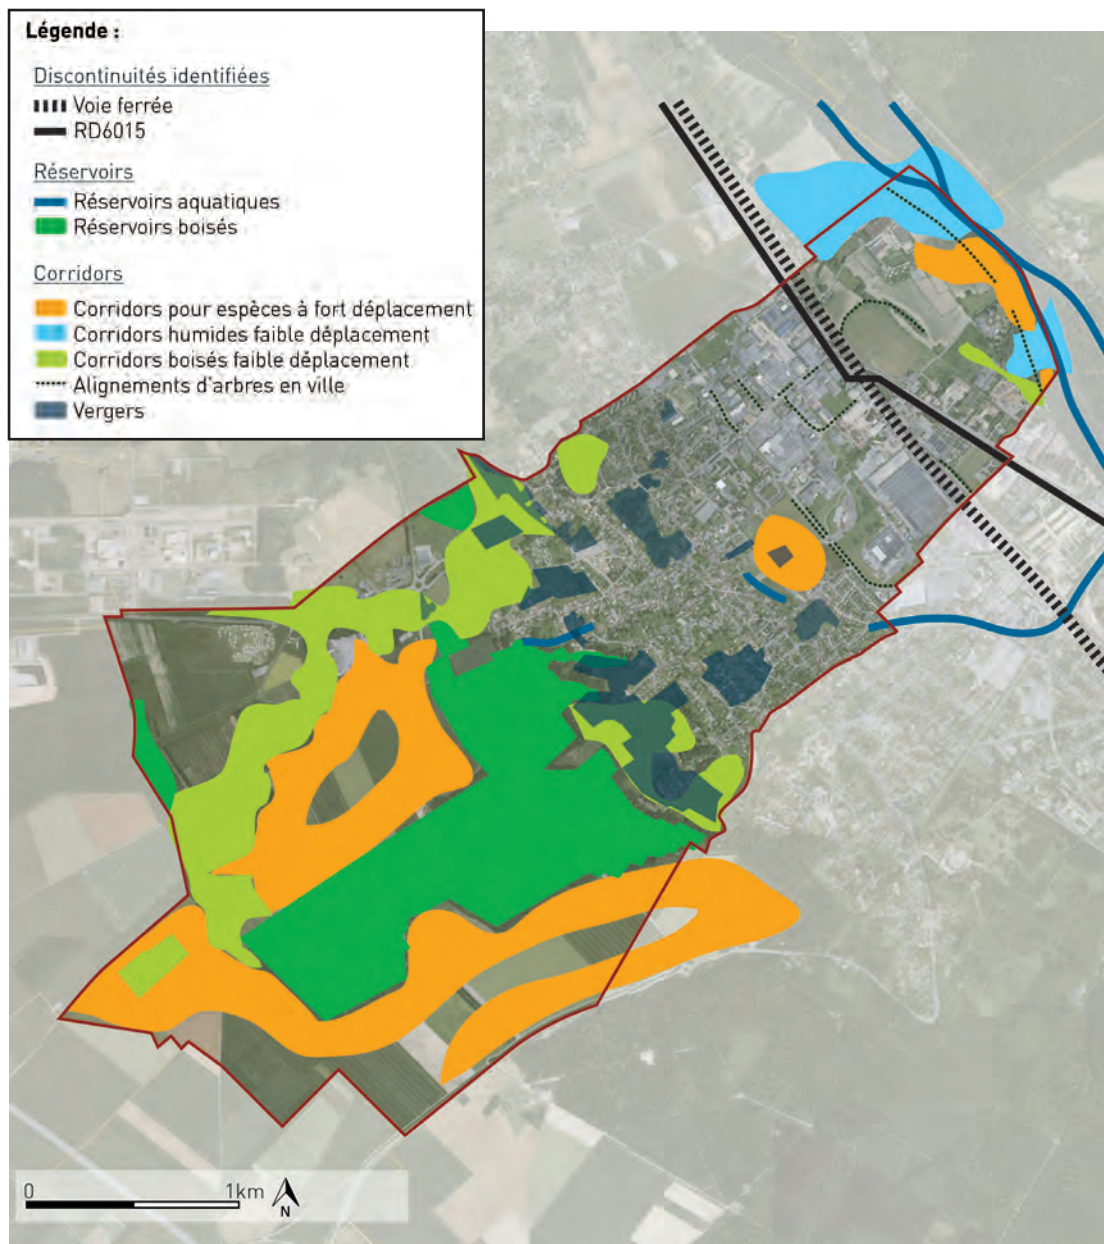 Légende :
Discontinuités identifiées
Voie ferrée
RD6015
Réservoirs
Réservoirs aquatiques
Réservoirs boisés
Corridors
Corridors pour espèces à fort déplacement
Corridors humides faible déplacement
Corridors boisés faible déplacement
Alignements d'arbres en ville
Vergers
0 1km
N